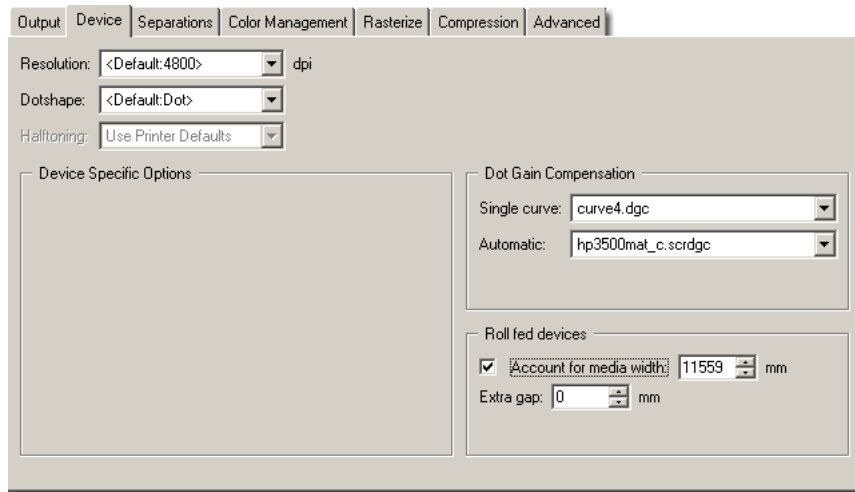 Output Device Separations Color Management Rasterize Compression Advanced
Resolution: <Default:4800> dpi
Dotshape: <Default:Dot>
Halftoning: Use Printer Defaults
Device Specific Options
Dot Gain Compensation
Single curve: curve4.dgc
Automatic: hp3500mat_c.scrdgc
Roll fed devices
Account for media width: 11559 mm
Extra gap: 0 mm